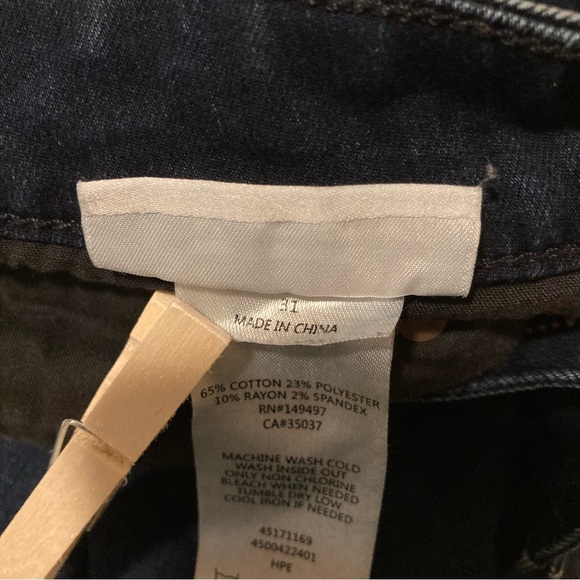 31
MADE IN CHINA
65% COTTON 23% POLYESTER
10% RAYON 2% SPANDEX
RN#149497
CA#35037
MACHINE WASH COLD
WASH INSIDE OUT
ONLY NON CHLORINE
BLEACH WHEN NEEDED
TUMBLE DRY LOW
COOL IRON IF NEEDED
45171169
4500422401
HPE